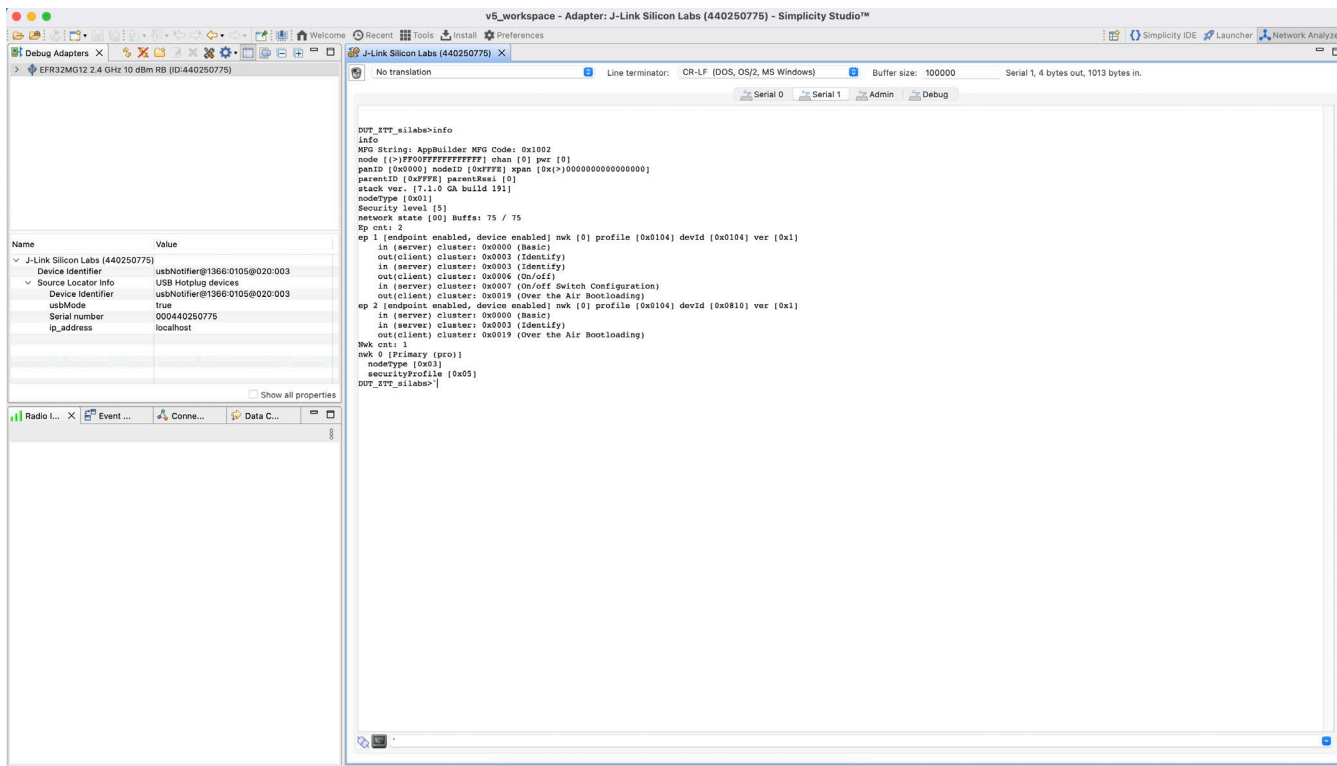 v5_workspace - Adapter: J-Link Silicon Labs (440250775) - Simplicity Studio™
Welcome Recent Tools Install Preferences
Simplicity IDE Launcher Network Analyze
Debug Adapters
J-Link Silicon Labs (440250775)
EFR32MG12 2.4 GHz 10 dBm RB (ID:440250775)
No translation Line terminator: CR-LF (DOS, OS/2, MS Windows) Buffer size: 100000 Serial 1, 4 bytes out, 1013 bytes in.
Serial 0 Serial 1 Admin Debug
DUT_ZTT_silabs>info
info
MFG String: AppBuilder MFG Code: 0x1002
node [(>)FF00FFFFFFFFFFFF] chan [0] pwr [0]
panID [0x0000] nodeID [0xFFFE] xpan [0x(>)0000000000000000]
parentID [0xFFFE] parentRssi [0]
stack ver. [7.1.0 GA build 191]
nodeType [0x01]
Security level [5]
network state [00] Buffs: 75 / 75
Ep cnt: 2
ep 1 [endpoint enabled, device enabled] nwk [0] profile [0x0104] devId [0x0104] ver [0x1]
in (server) cluster: 0x0000 (Basic)
out(client) cluster: 0x0003 (Identify)
in (server) cluster: 0x0003 (Identify)
out(client) cluster: 0x0006 (On/off)
in (server) cluster: 0x0007 (On/off Switch Configuration)
out(client) cluster: 0x0019 (Over the Air Bootloading)
ep 2 [endpoint enabled, device enabled] nwk [0] profile [0x0104] devId [0x0810] ver [0x1]
in (server) cluster: 0x0000 (Basic)
in (server) cluster: 0x0003 (Identify)
out(client) cluster: 0x0019 (Over the Air Bootloading)
Nwk cnt: 1
nwk 0 [Primary (pro)]
nodeType [0x03]
securityProfile [0x05]
DUT_ZTT_silabs>`
Name Value
J-Link Silicon Labs (440250775)
Device Identifier usbNotifier@1366:0105@020:003
Source Locator Info USB Hotplug devices
Device Identifier usbNotifier@1366:0105@020:003
usbMode true
Serial number 000440250775
ip_address localhost
Show all properties
Radio I... Event ... Conne... Data C...
`